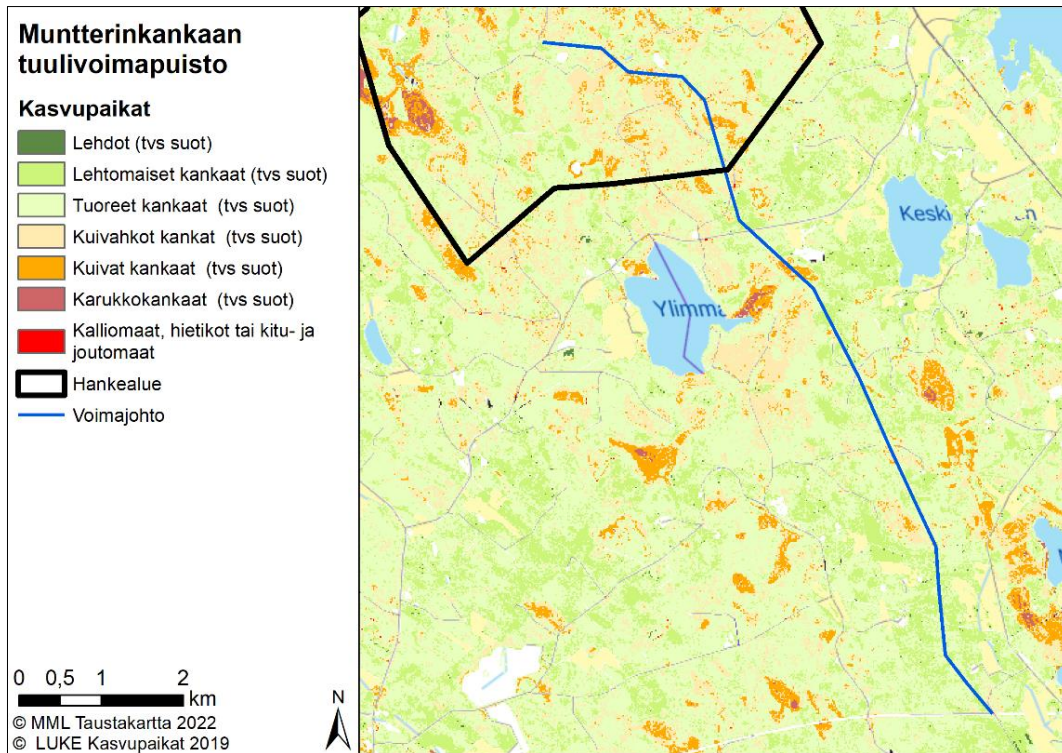 Muntterinkankaan
tuulivoimapuisto
Kasvupaikat
Lehdot (tvs suot)
Lehtomaiset kankaat (tvs suot)
Tuoreet kankaat (tvs suot)
Kuivahkot kankat (tvs suot)
Kuivat kankaat (tvs suot)
Karukkokankaat (tvs suot)
Kalliomaat, hietikot tai kitu- ja
joutomaat
Hankealue
Voimajohto
0 0,5 1 2
km
N
© MML Taustakartta 2022
© LUKE Kasvupaikat 2019
Keski
Ylimma